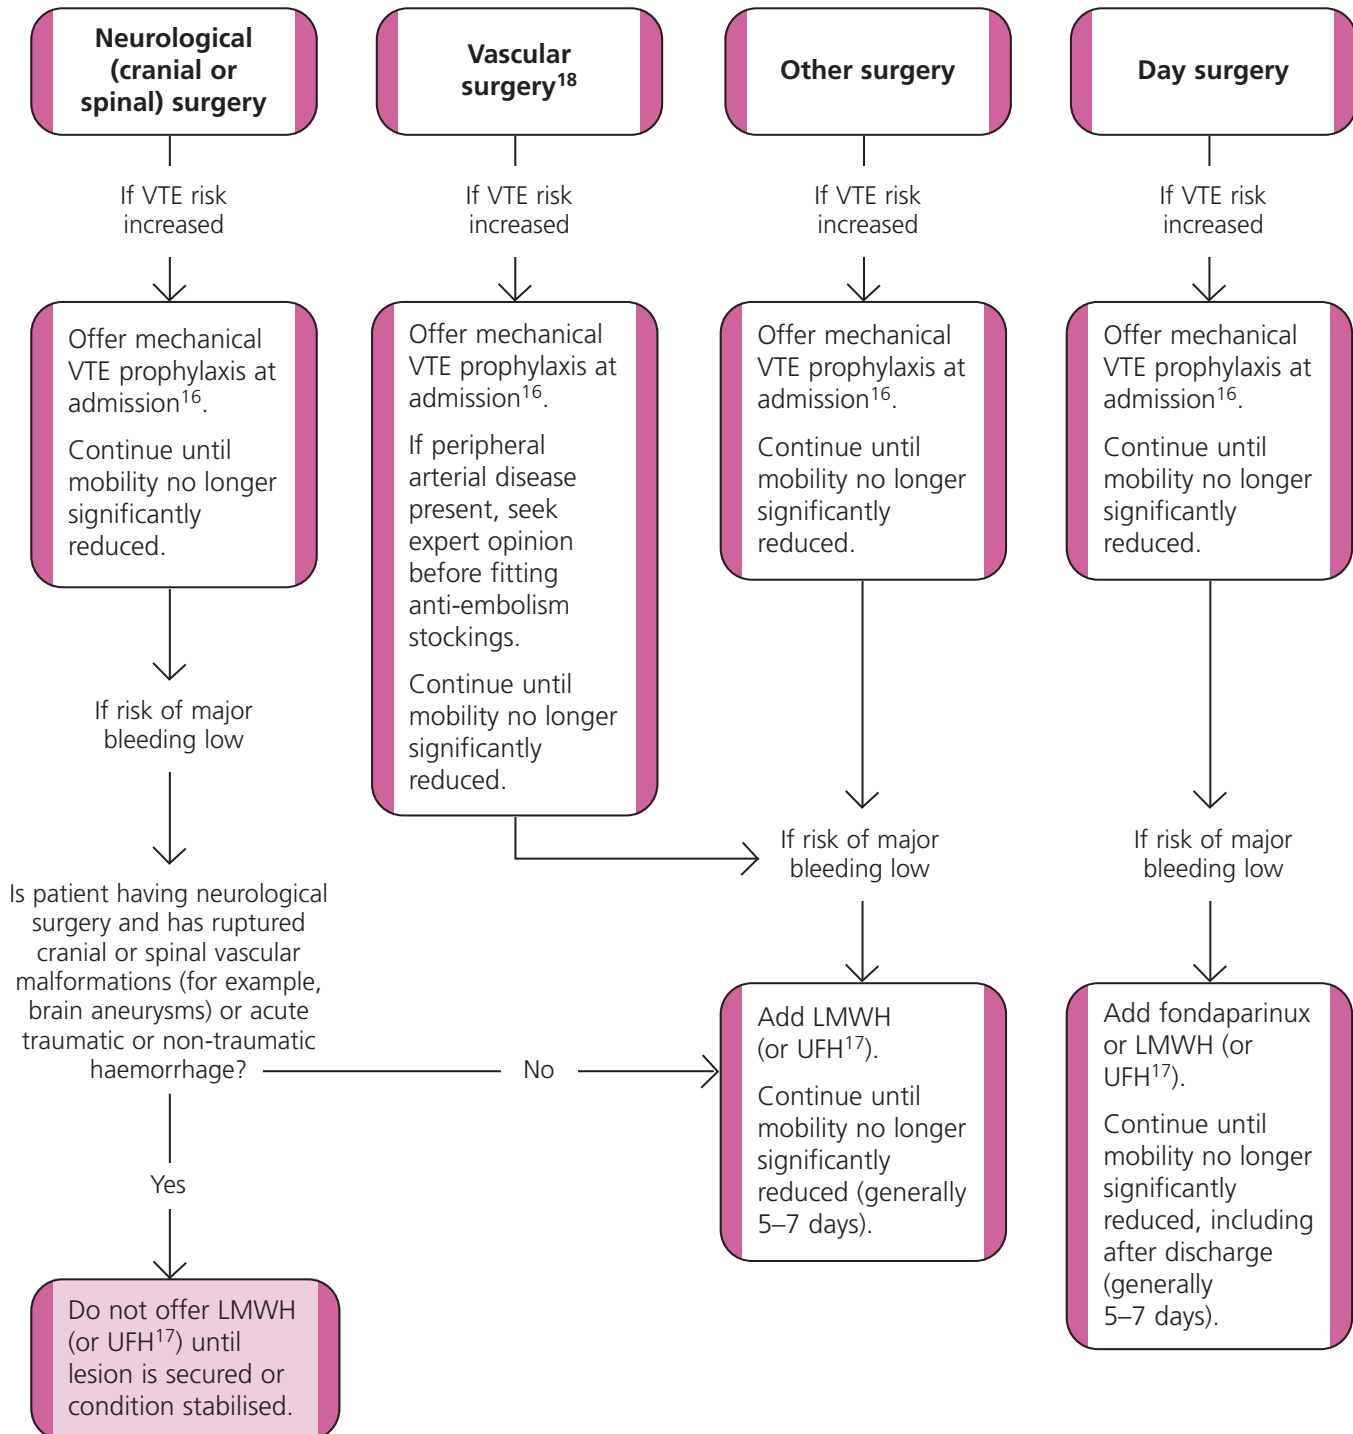 Neurological
(cranial or
spinal) surgery
If VTE risk
increased
Offer mechanical
VTE prophylaxis at
admission16.
Continue until
mobility no longer
significantly
reduced.
If risk of major
bleeding low
Is patient having neurological
surgery and has ruptured
cranial or spinal vascular
malformations (for example,
brain aneurysms) or acute
traumatic or non-traumatic
haemorrhage?
No
Yes
Do not offer LMWH
(or UFH17) until
lesion is secured or
condition stabilised.
Vascular
surgery18
If VTE risk
increased
Offer mechanical
VTE prophylaxis at
admission16.
If peripheral
arterial disease
present, seek
expert opinion
before fitting
anti-embolism
stockings.
Continue until
mobility no longer
significantly
reduced.
Other surgery
If VTE risk
increased
Offer mechanical
VTE prophylaxis at
admission16.
Continue until
mobility no longer
significantly
reduced.
If risk of major
bleeding low
Add LMWH
(or UFH17).
Continue until
mobility no longer
significantly
reduced (generally
5–7 days).
Day surgery
If VTE risk
increased
Offer mechanical
VTE prophylaxis at
admission16.
Continue until
mobility no longer
significantly
reduced.
If risk of major
bleeding low
Add fondaparinux
or LMWH (or
UFH17).
Continue until
mobility no longer
significantly
reduced, including
after discharge
(generally
5–7 days).